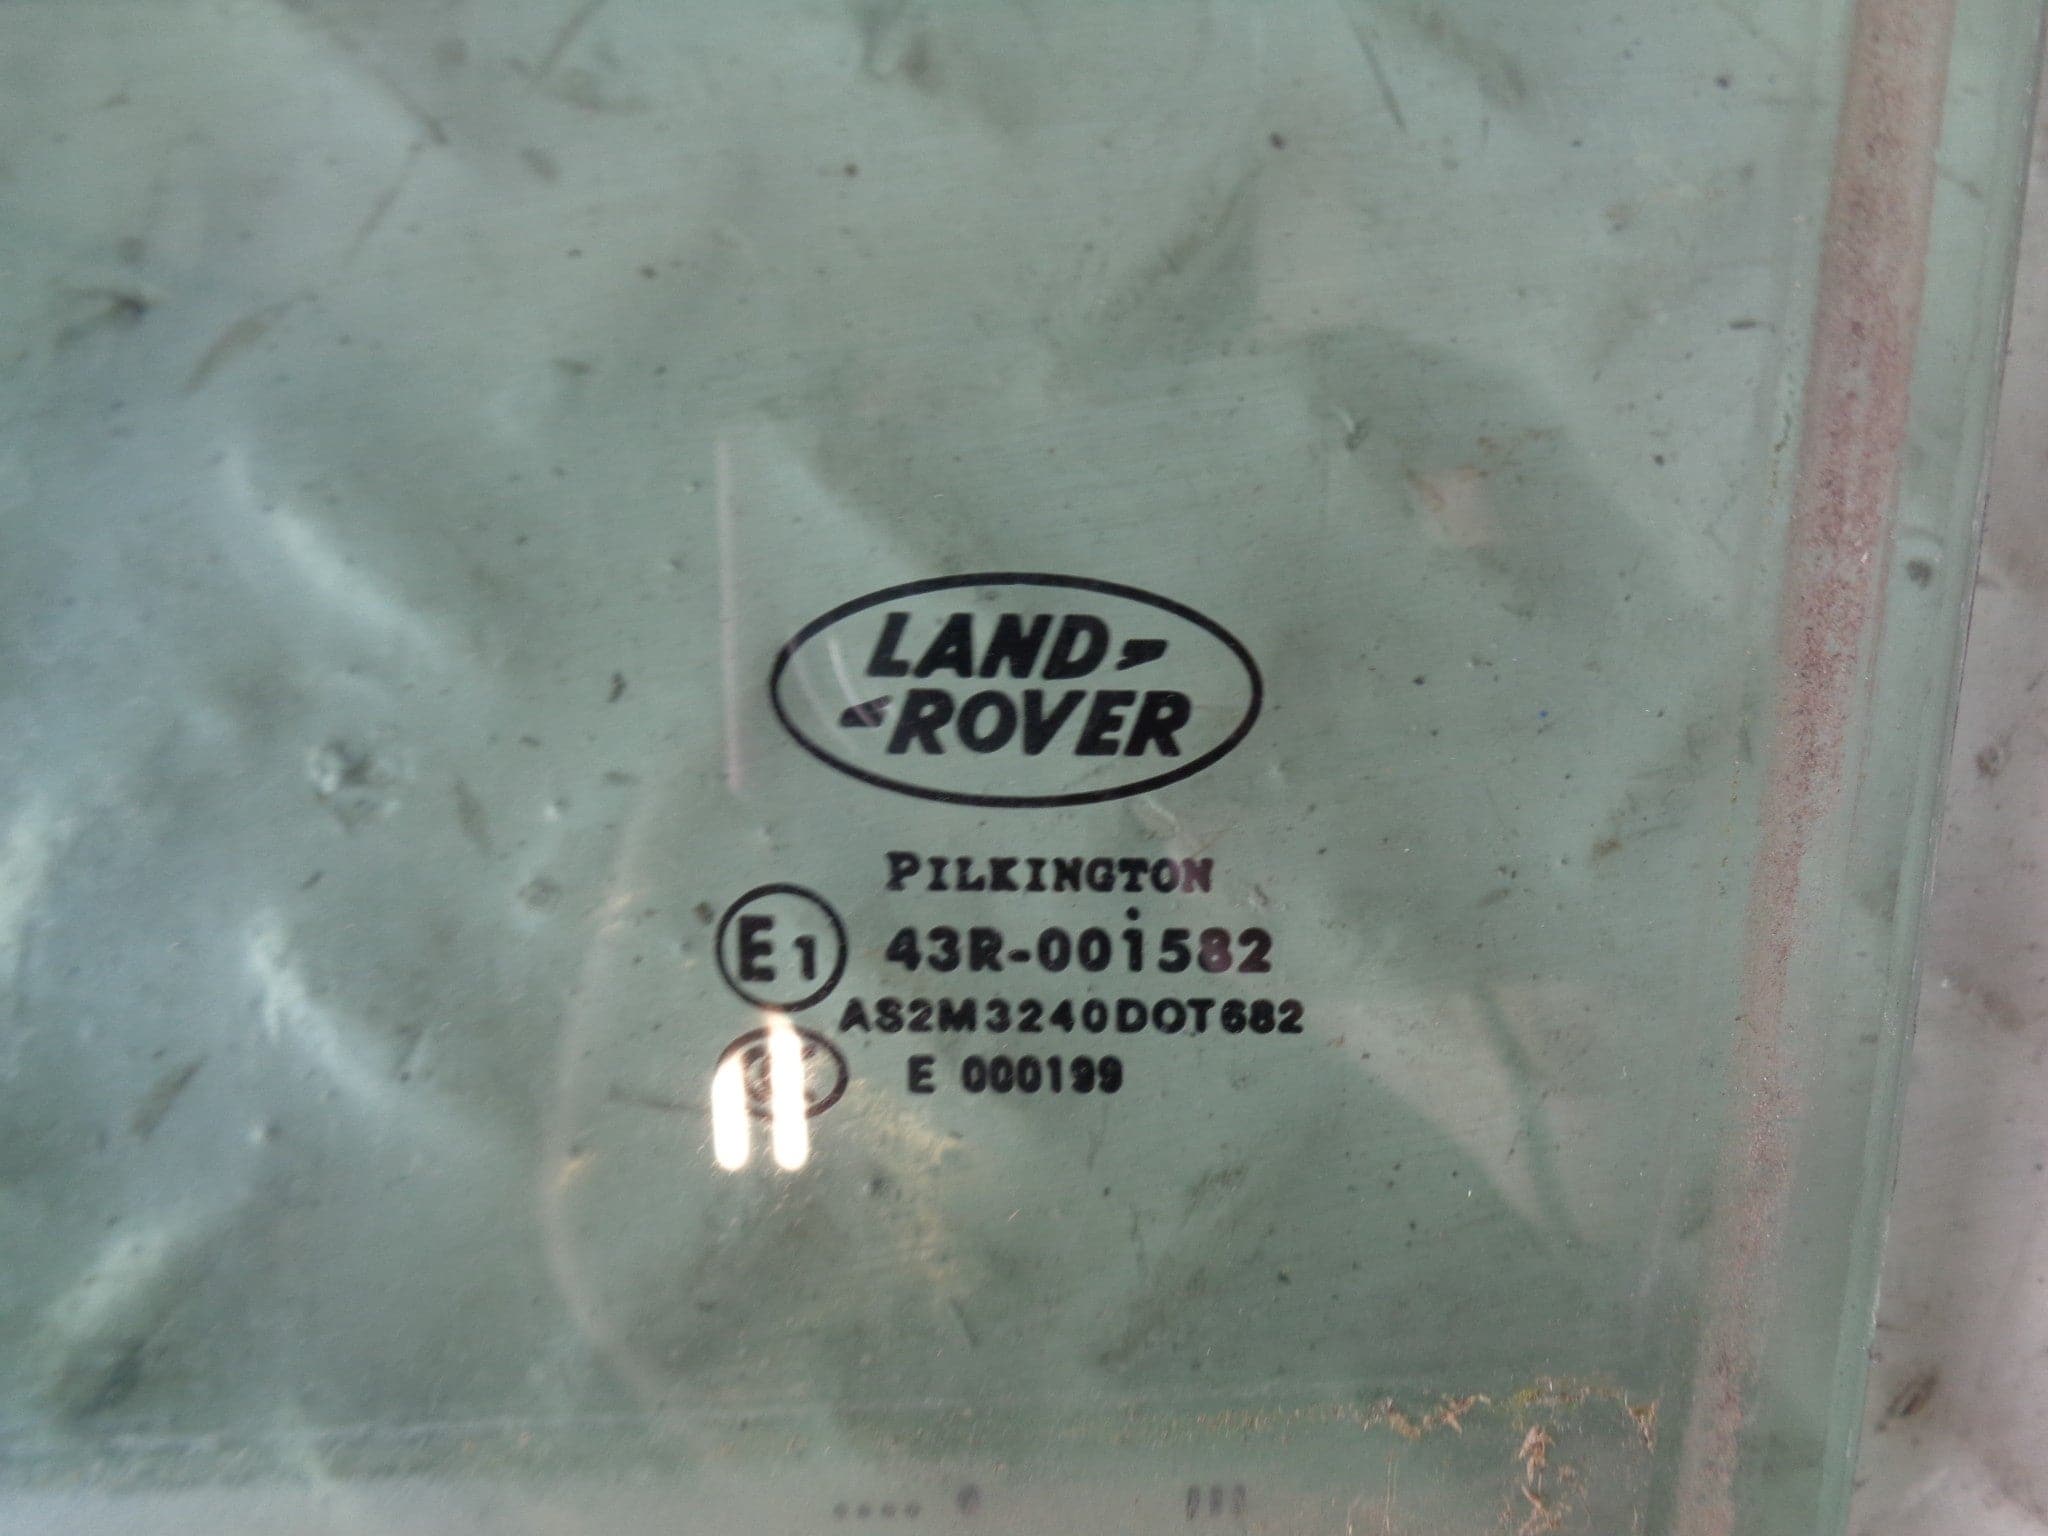 LAND
ROVER
PILKINGTON
E1 43R-001582
AS2M3240DOT682
E 000199